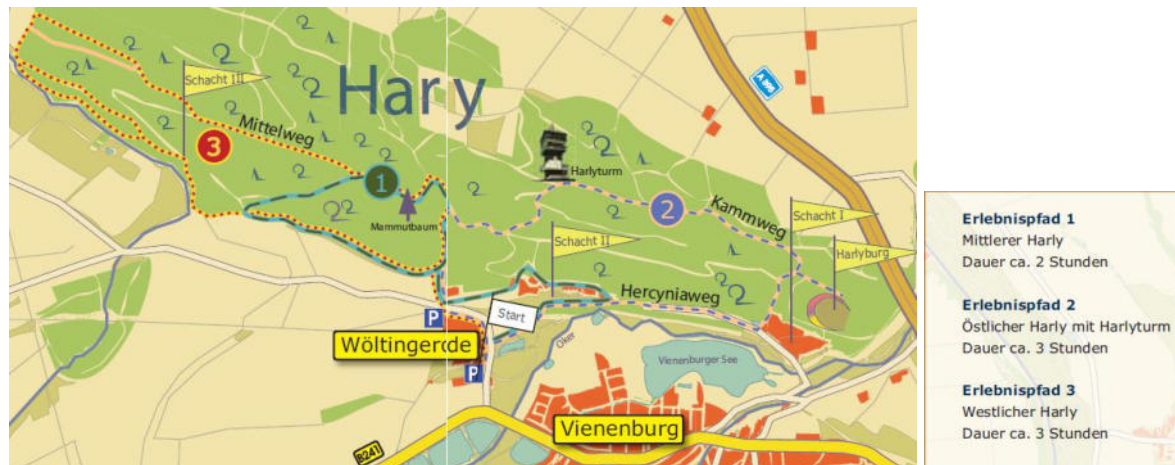 Harly
A 395
Schacht III
3
Mittelweg
1
Mammutbaum
Harlyturm
2
Kammweg
Schacht I
Schacht II
Harlyburg
Hercyniaweg
Start
P
Wöltingerode
P
Oker
Vienenburger See
Vienenburg
B241
Erlebnispfad 1
Mittlerer Harly
Dauer ca. 2 Stunden
Erlebnispfad 2
Östlicher Harly mit Harlyturm
Dauer ca. 3 Stunden
Erlebnispfad 3
Westlicher Harly
Dauer ca. 3 Stunden